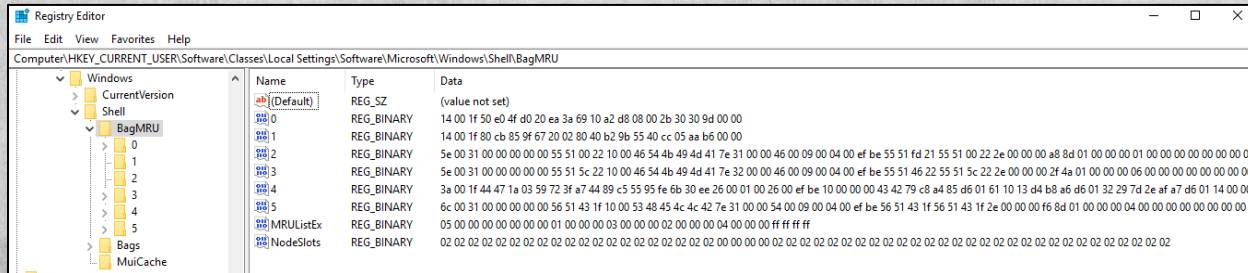 Registry Editor
File Edit View Favorites Help
Computer\HKEY_CURRENT_USER\Software\Classes\Local Settings\Software\Microsoft\Windows\Shell\BagMRU
Windows
CurrentVersion
Shell
BagMRU
0
1
2
3
4
5
Bags
MuiCache
Name Type Data
(Default) REG_SZ (value not set)
0 REG_BINARY 14 00 1f 50 e0 4f d0 20 ea 3a 69 10 a2 d8 08 00 2b 30 30 9d 00 00
1 REG_BINARY 14 00 1f 80 cb 85 9f 67 20 02 80 40 b2 9b 55 40 cc 05 aa b6 00 00
2 REG_BINARY 5e 00 31 00 00 00 00 00 55 51 00 22 10 00 46 54 4b 49 4d 41 7e 31 00 00 46 00 09 00 04 00 ef be 55 51 fd 21 55 51 00 22 2e 00 00 00 a8 8d 01 00 00 00 01 00 00 00 00 00 00 00 0
3 REG_BINARY 5e 00 31 00 00 00 00 00 55 51 5c 22 10 00 46 54 4b 49 4d 41 7e 32 00 00 46 00 09 00 04 00 ef be 55 51 46 22 55 51 5c 22 2e 00 00 00 2f 4a 01 00 00 00 06 00 00 00 00 00 00 00 00
4 REG_BINARY 3a 00 1f 44 47 1a 03 59 72 3f a7 44 89 c5 55 95 fe 6b 30 ee 26 00 01 00 26 00 ef be 10 00 00 00 43 42 79 c8 a4 85 d6 01 61 10 13 d4 b8 a6 d6 01 32 29 7d 2e af a7 d6 01 14 00 00
5 REG_BINARY 6c 00 31 00 00 00 00 00 56 51 43 1f 10 00 53 48 45 4c 4c 42 7e 31 00 00 54 00 09 00 04 00 ef be 56 51 43 1f 56 51 43 1f 2e 00 00 00 f6 8d 01 00 00 00 04 00 00 00 00 00 00 00 00
MRUListEx REG_BINARY 05 00 00 00 00 00 00 00 01 00 00 00 03 00 00 00 02 00 00 00 04 00 00 00 ff ff ff ff
NodeSlots REG_BINARY 02 02 02 02 02 02 02 02 02 02 02 02 02 02 02 02 02 02 02 02 00 00 00 00 02 02 02 02 02 02 02 02 02 02 02 02 02 02 02 02 02 02 02 02 02 02 02 02 02 02 02 02